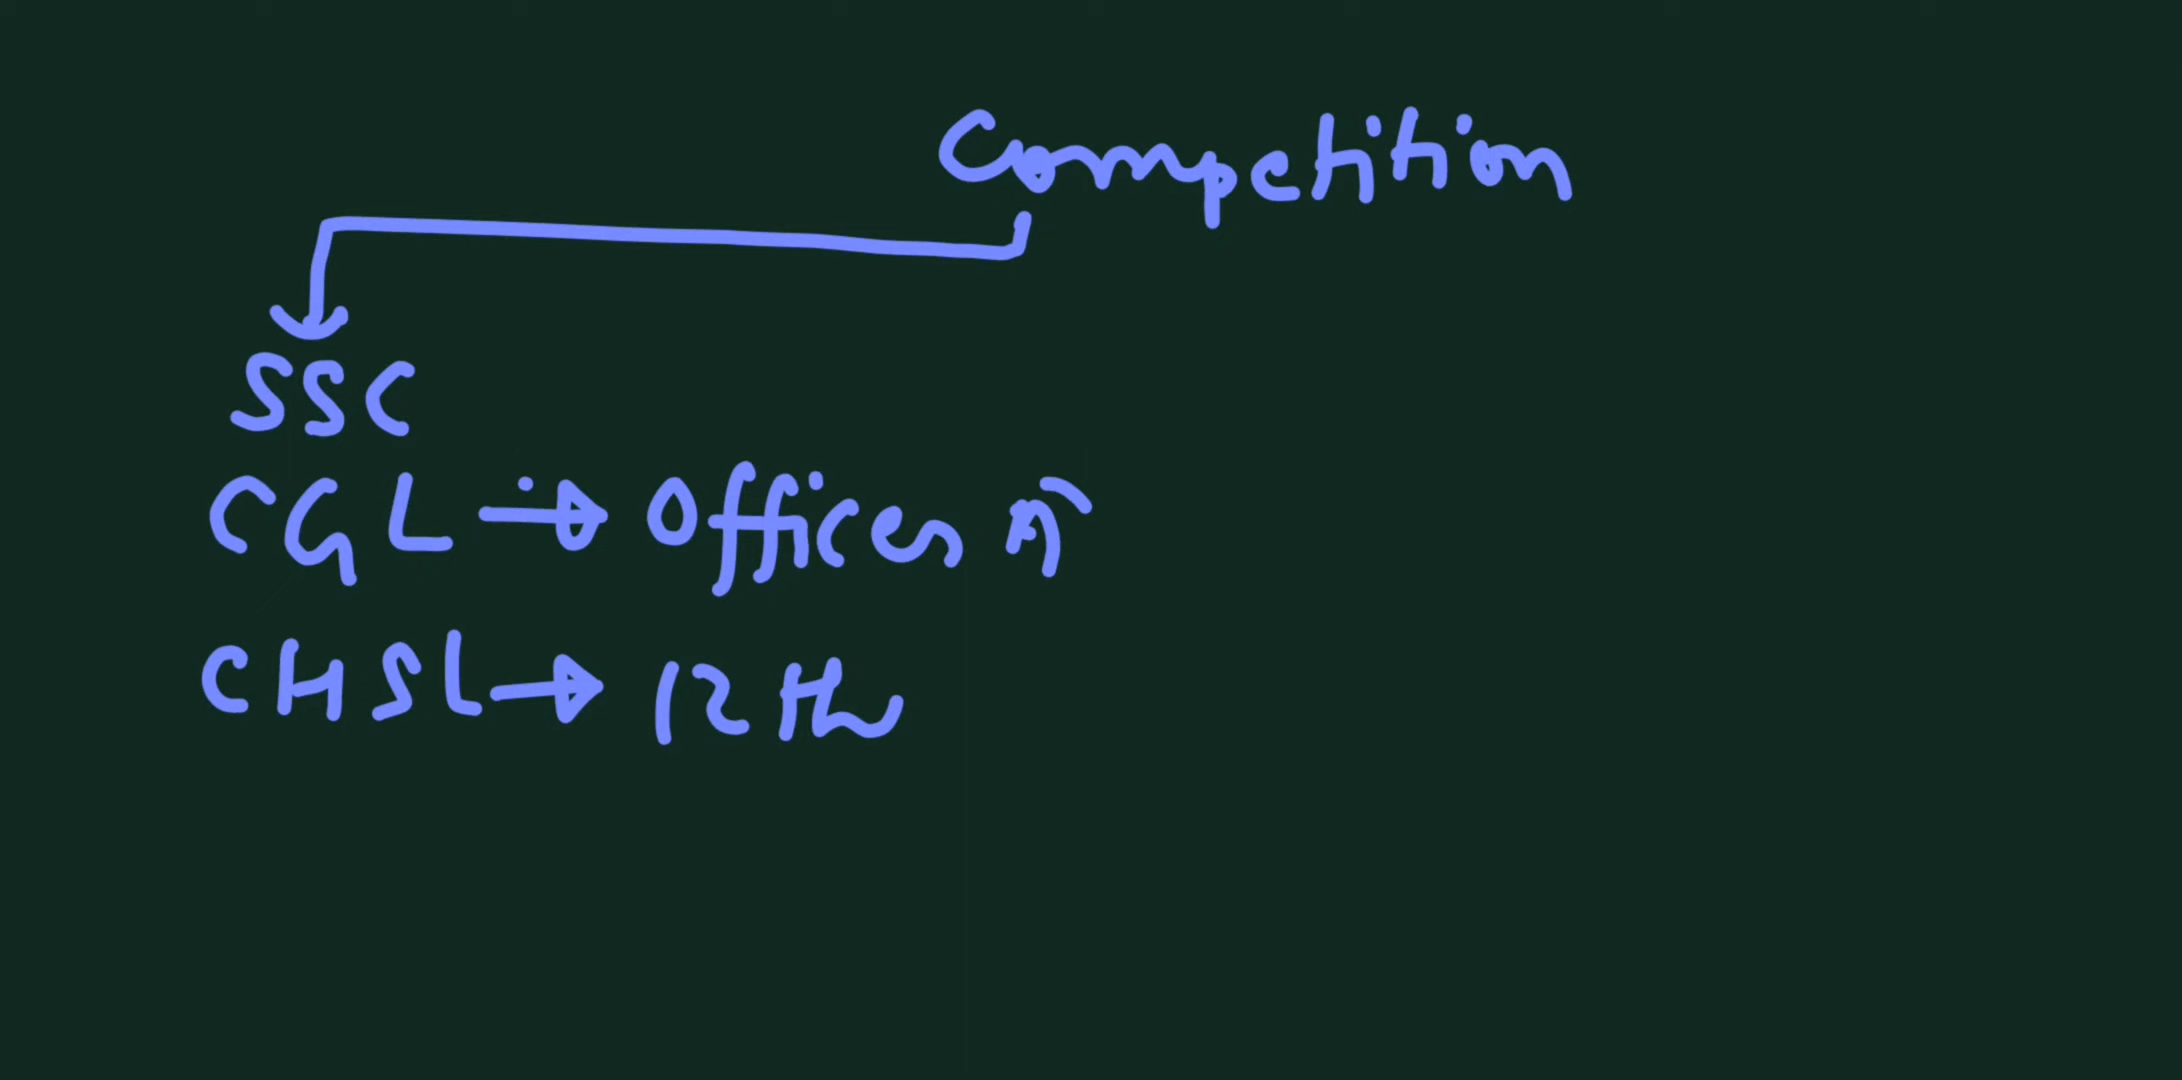 Competition
SSC
CGL → Officer
CHSL → 12th